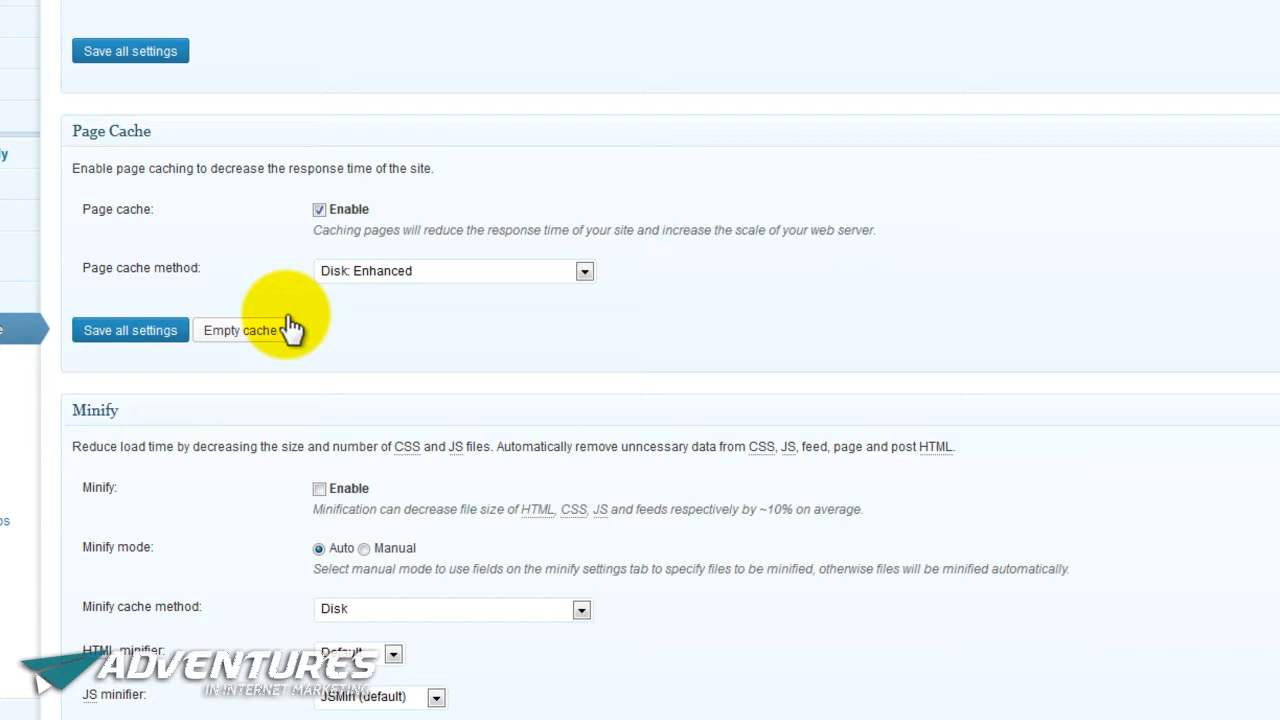 Save all settings
Page Cache
ly
Enable page caching to decrease the response time of the site.
Page cache: Enable
Caching pages will reduce the response time of your site and increase the scale of your web server.
Page cache method: Disk: Enhanced
e
Save all settings Empty cache
Minify
Reduce load time by decreasing the size and number of CSS and JS files. Automatically remove unncessary data from CSS, JS, feed, page and post HTML.
Minify: Enable
Minification can decrease file size of HTML, CSS, JS and feeds respectively by ~10% on average.
os
Minify mode: Auto Manual
Select manual mode to use fields on the minify settings tab to specify files to be minified, otherwise files will be minified automatically.
Minify cache method: Disk
HTML minifier: Default
ADVENTURES
IN INTERNET MARKETING
JS minifier: JSMin (default)